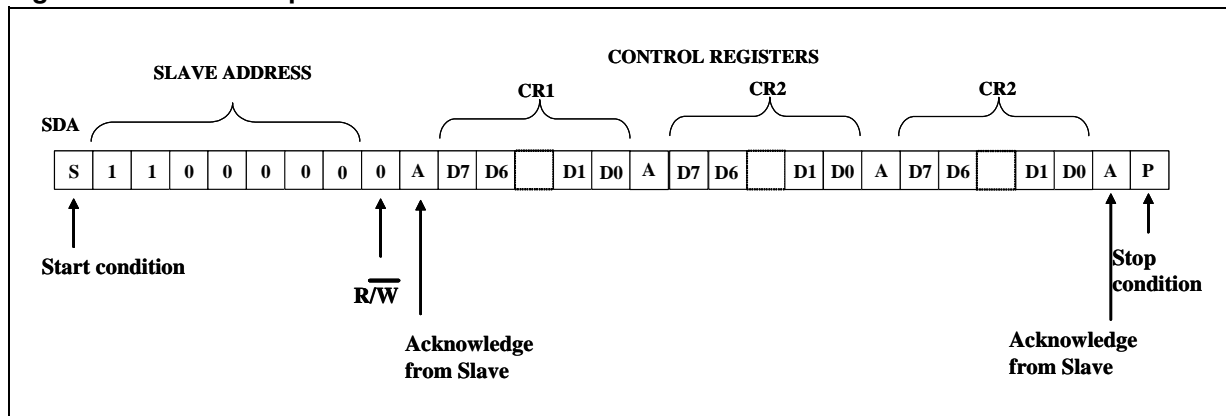 SLAVE ADDRESS
CONTROL REGISTERS
CR1
CR2
CR2
SDA
S 1 1 0 0 0 0 0 0 A D7 D6 D1 D0 A D7 D6 D1 D0 A D7 D6 D1 D0 A P
Start condition
R/W
Acknowledge
from Slave
Stop
condition
Acknowledge
from Slave